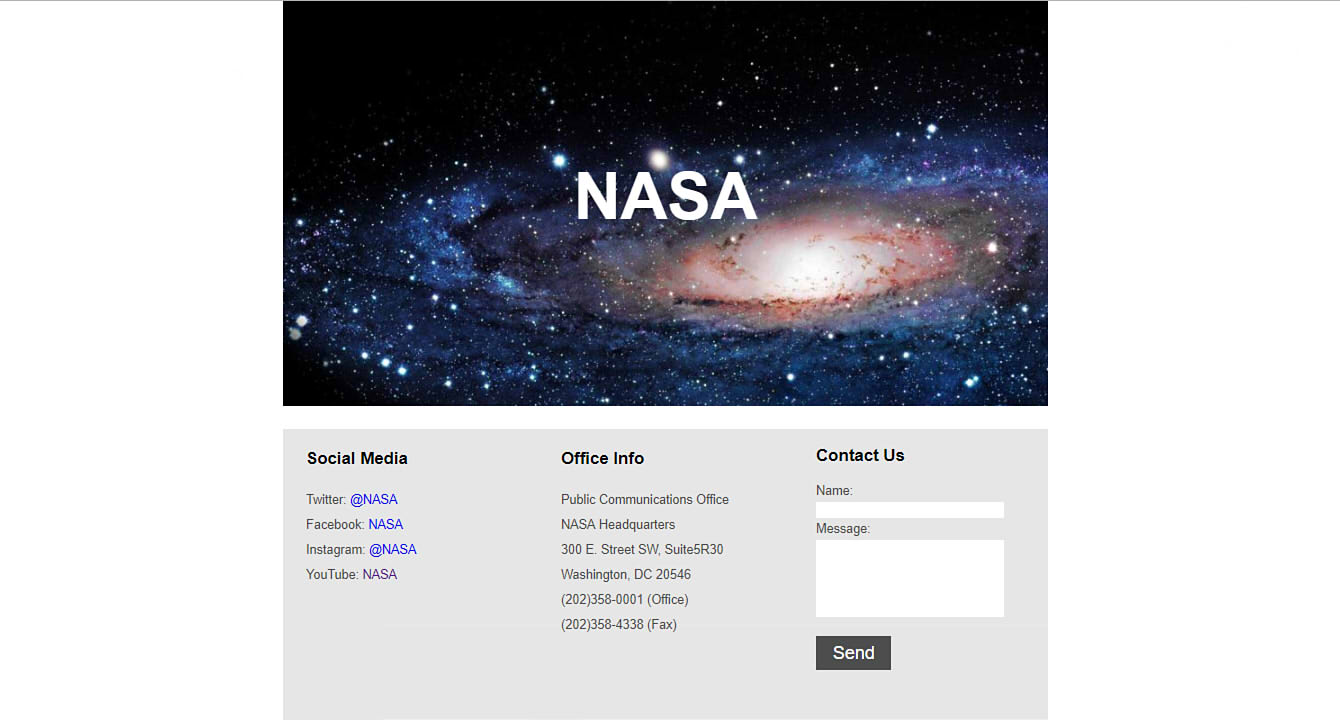 NASA
Social Media
Twitter: @NASA
Facebook: NASA
Instagram: @NASA
YouTube: NASA
Office Info
Public Communications Office
NASA Headquarters
300 E. Street SW, Suite5R30
Washington, DC 20546
(202)358-0001 (Office)
(202)358-4338 (Fax)
Contact Us
Name:
Message:
Send